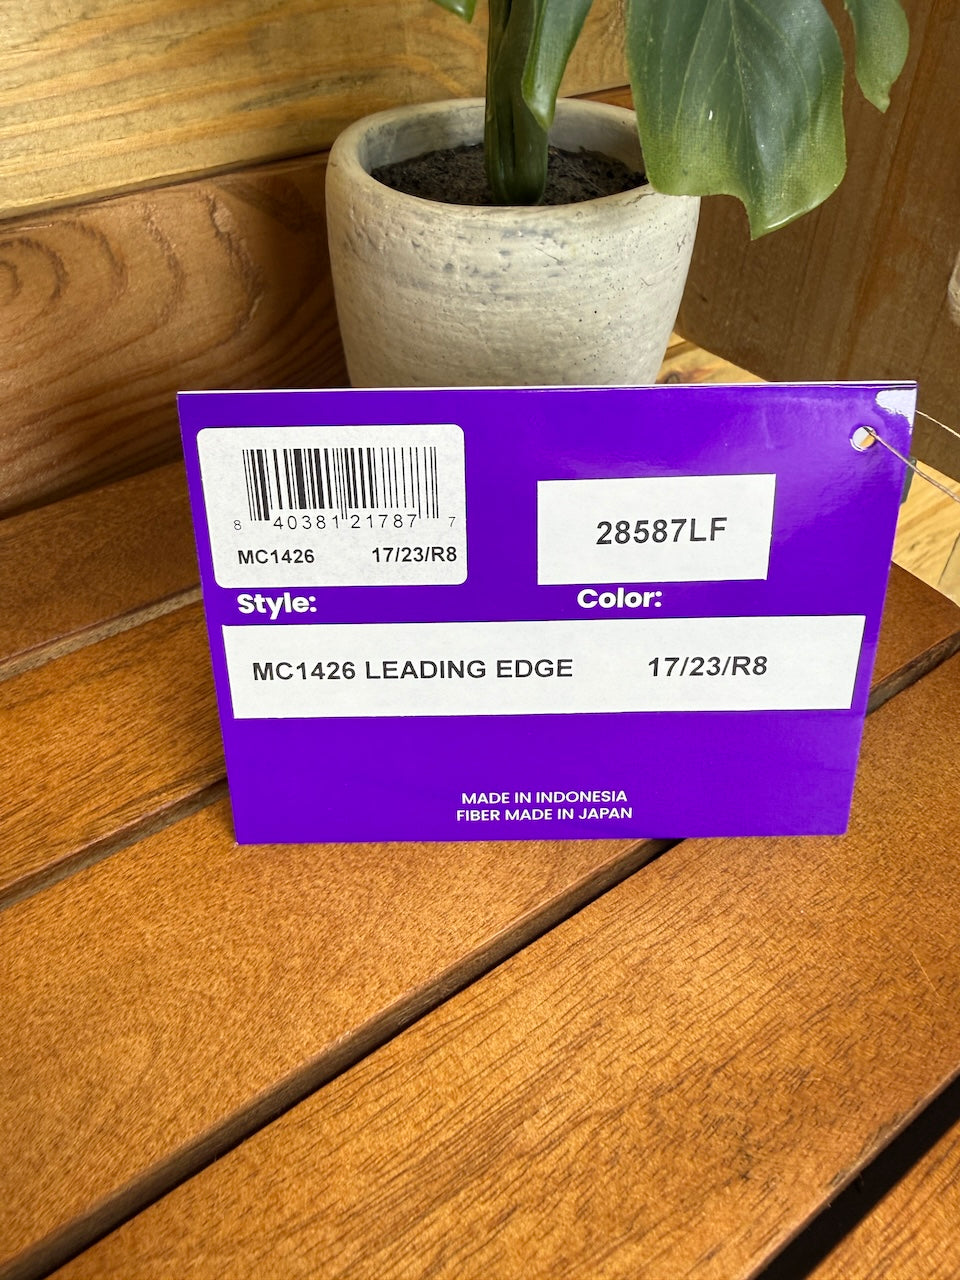 8 40381 21787 7
MC1426 17/23/R8
28587LF
Style: Color:
MC1426 LEADING EDGE 17/23/R8
MADE IN INDONESIA
FIBER MADE IN JAPAN